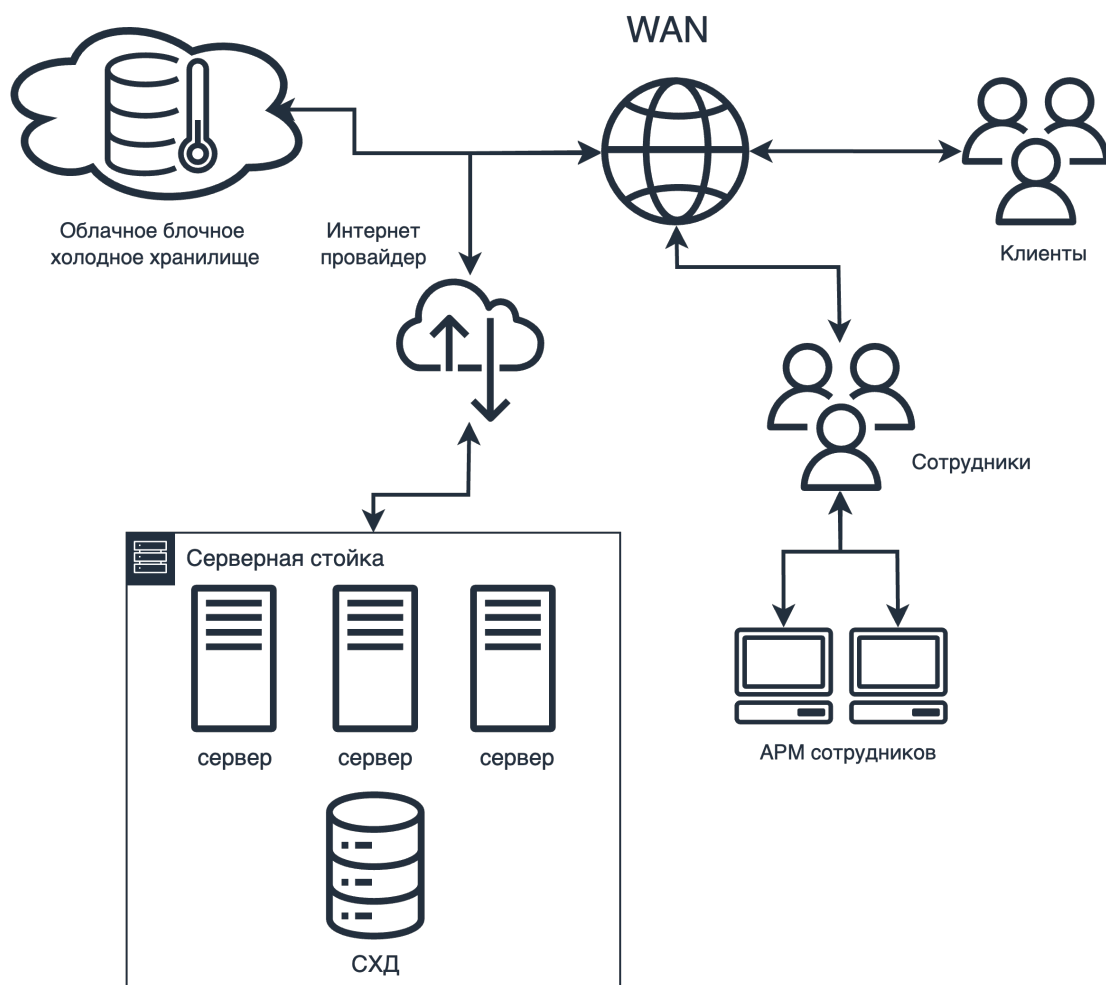 WAN
Облачное блочное
холодное хранилище
Интернет
провайдер
Клиенты
Сотрудники
Серверная стойка
сервер
сервер
сервер
АРМ сотрудников
СХД